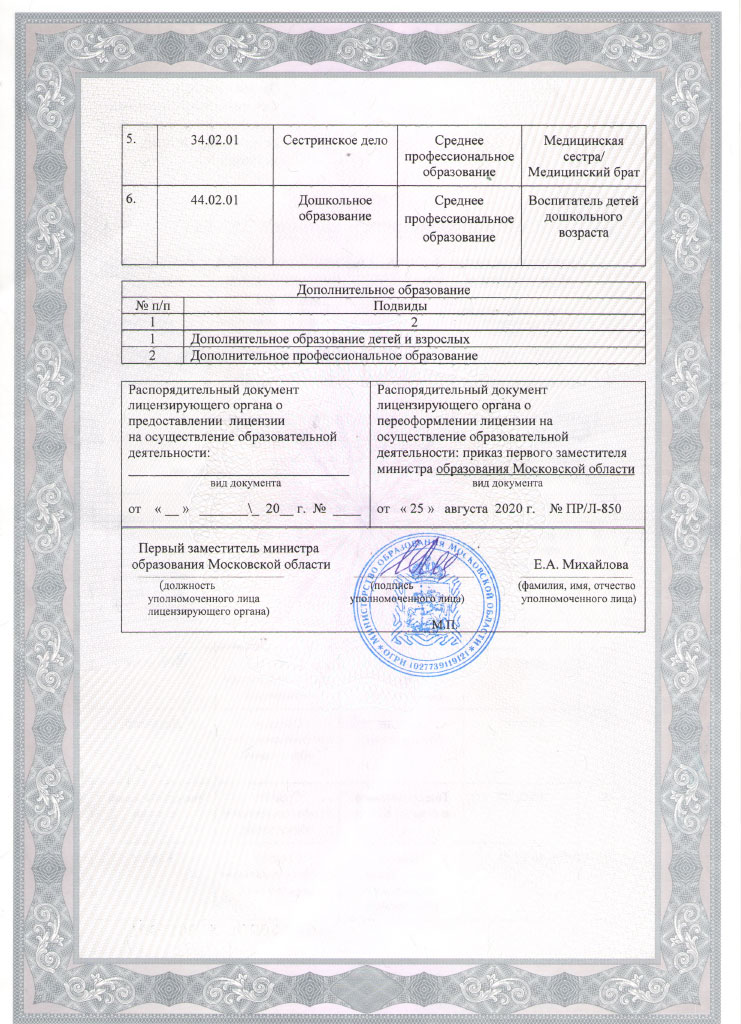 5. 34.02.01 Сестринское дело Среднее Медицинская
профессиональное сестра/
образование Медицинский брат
6. 44.02.01 Дошкольное Среднее Воспитатель детей
образование профессиональное дошкольного
образование возраста
Дополнительное образование
№ п/п Подвиды
1 2
1 Дополнительное образование детей и взрослых
2 Дополнительное профессиональное образование
Распорядительный документ
лицензирующего органа о
предоставлении лицензии
на осуществление образовательной
деятельности:
вид документа
от « __ » _______\_ 20__ г. № ____
Распорядительный документ
лицензирующего органа о
переоформлении лицензии на
осуществление образовательной
деятельности: приказ первого заместителя
министра образования Московской области
вид документа
от « 25 » августа 2020 г. № ПР/Л-850
Первый заместитель министра
образования Московской области
(должность
уполномоченного лица
лицензирующего органа)
(подпись
уполномоченного лица)
М.П.
Е.А. Михайлова
(фамилия, имя, отчество
уполномоченного лица)
МИНИСТЕРСТВО ОБРАЗОВАНИЯ МОСКОВСКОЙ ОБЛАСТИ
* ОГРН 1027739119121 *